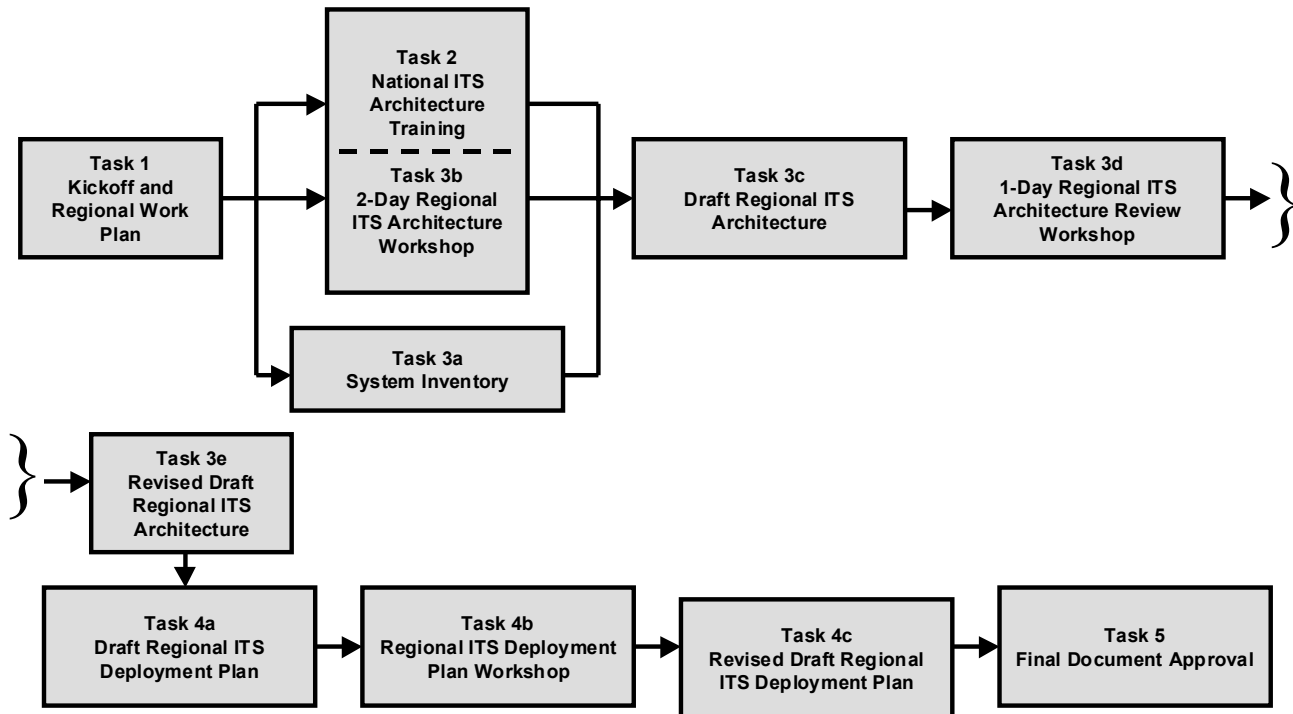 Task 1
Kickoff and
Regional Work
Plan
Task 2
National ITS
Architecture
Training
Task 3b
2-Day Regional
ITS Architecture
Workshop
Task 3a
System Inventory
Task 3c
Draft Regional ITS
Architecture
Task 3d
1-Day Regional ITS
Architecture Review
Workshop
}
}
Task 3e
Revised Draft
Regional ITS
Architecture
Task 4a
Draft Regional ITS
Deployment Plan
Task 4b
Regional ITS Deployment
Plan Workshop
Task 4c
Revised Draft Regional
ITS Deployment Plan
Task 5
Final Document Approval